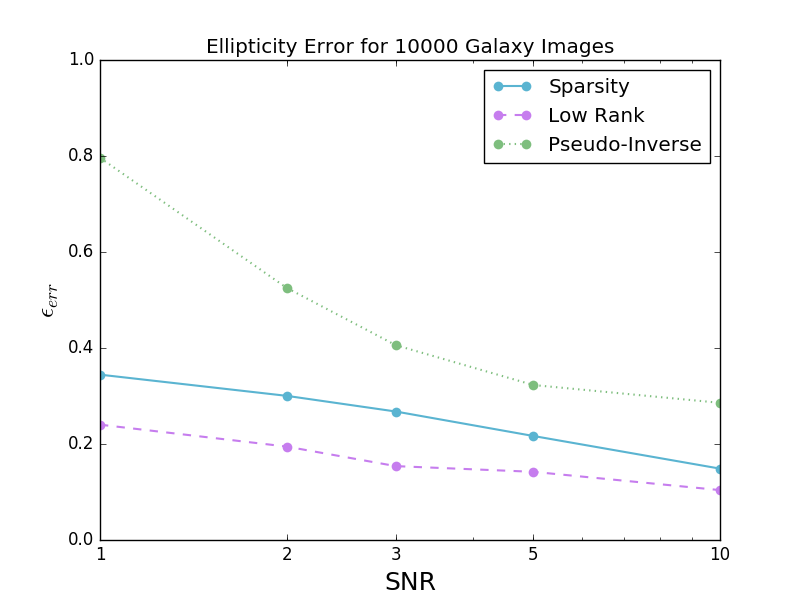 Ellipticity Error for 10000 Galaxy Images
1.0
0.8
0.6
0.4
0.2
0.0
ϵerr
Sparsity
Low Rank
Pseudo-Inverse
1 2 3 5 10
SNR